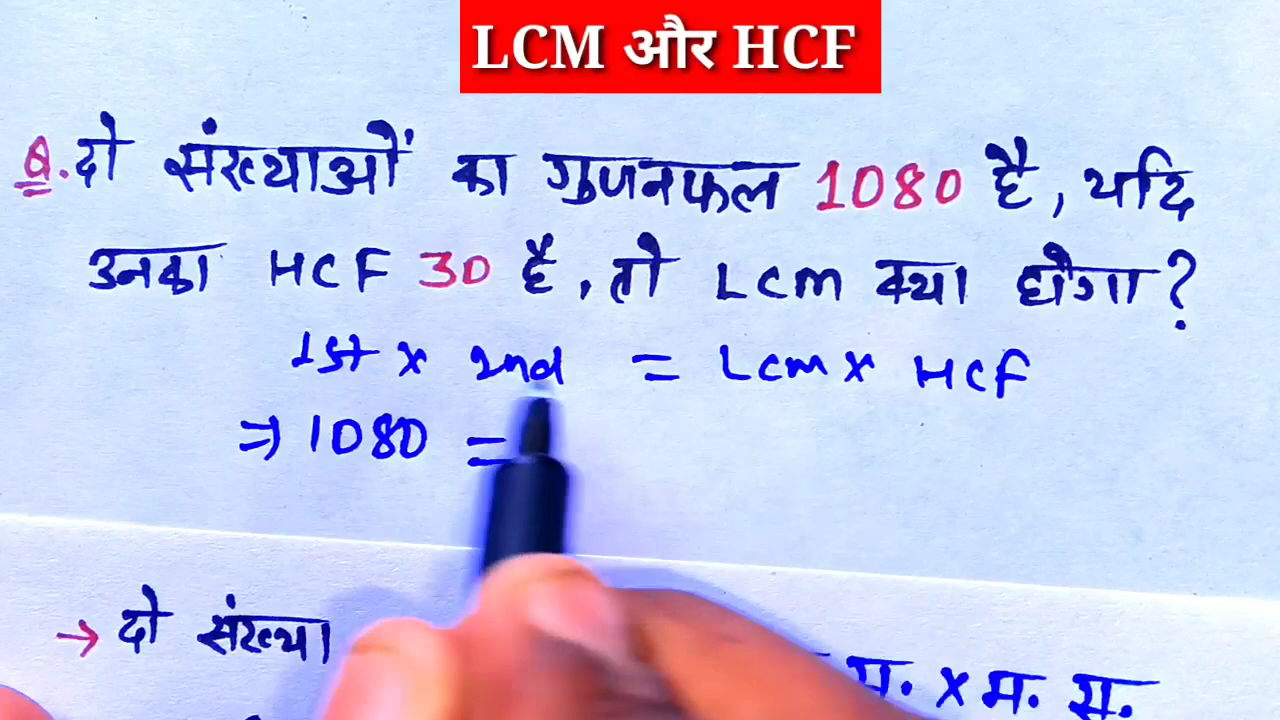 LCM और HCF
Q. दो संख्याओं का गुणनफल 1080 है, यदि
उनका HCF 30 है, तो LCM क्या होगा?
1st × 2nd = LCM × HCF
⇒ 1080 =
→ दो संख्या म. × म. स.